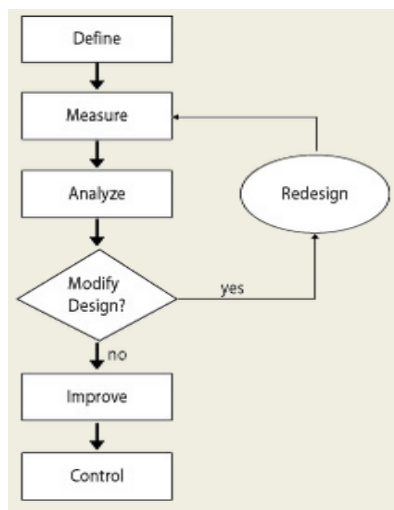 Define
Measure
Analyze
Redesign
Modify
Design?
yes
no
Improve
Control